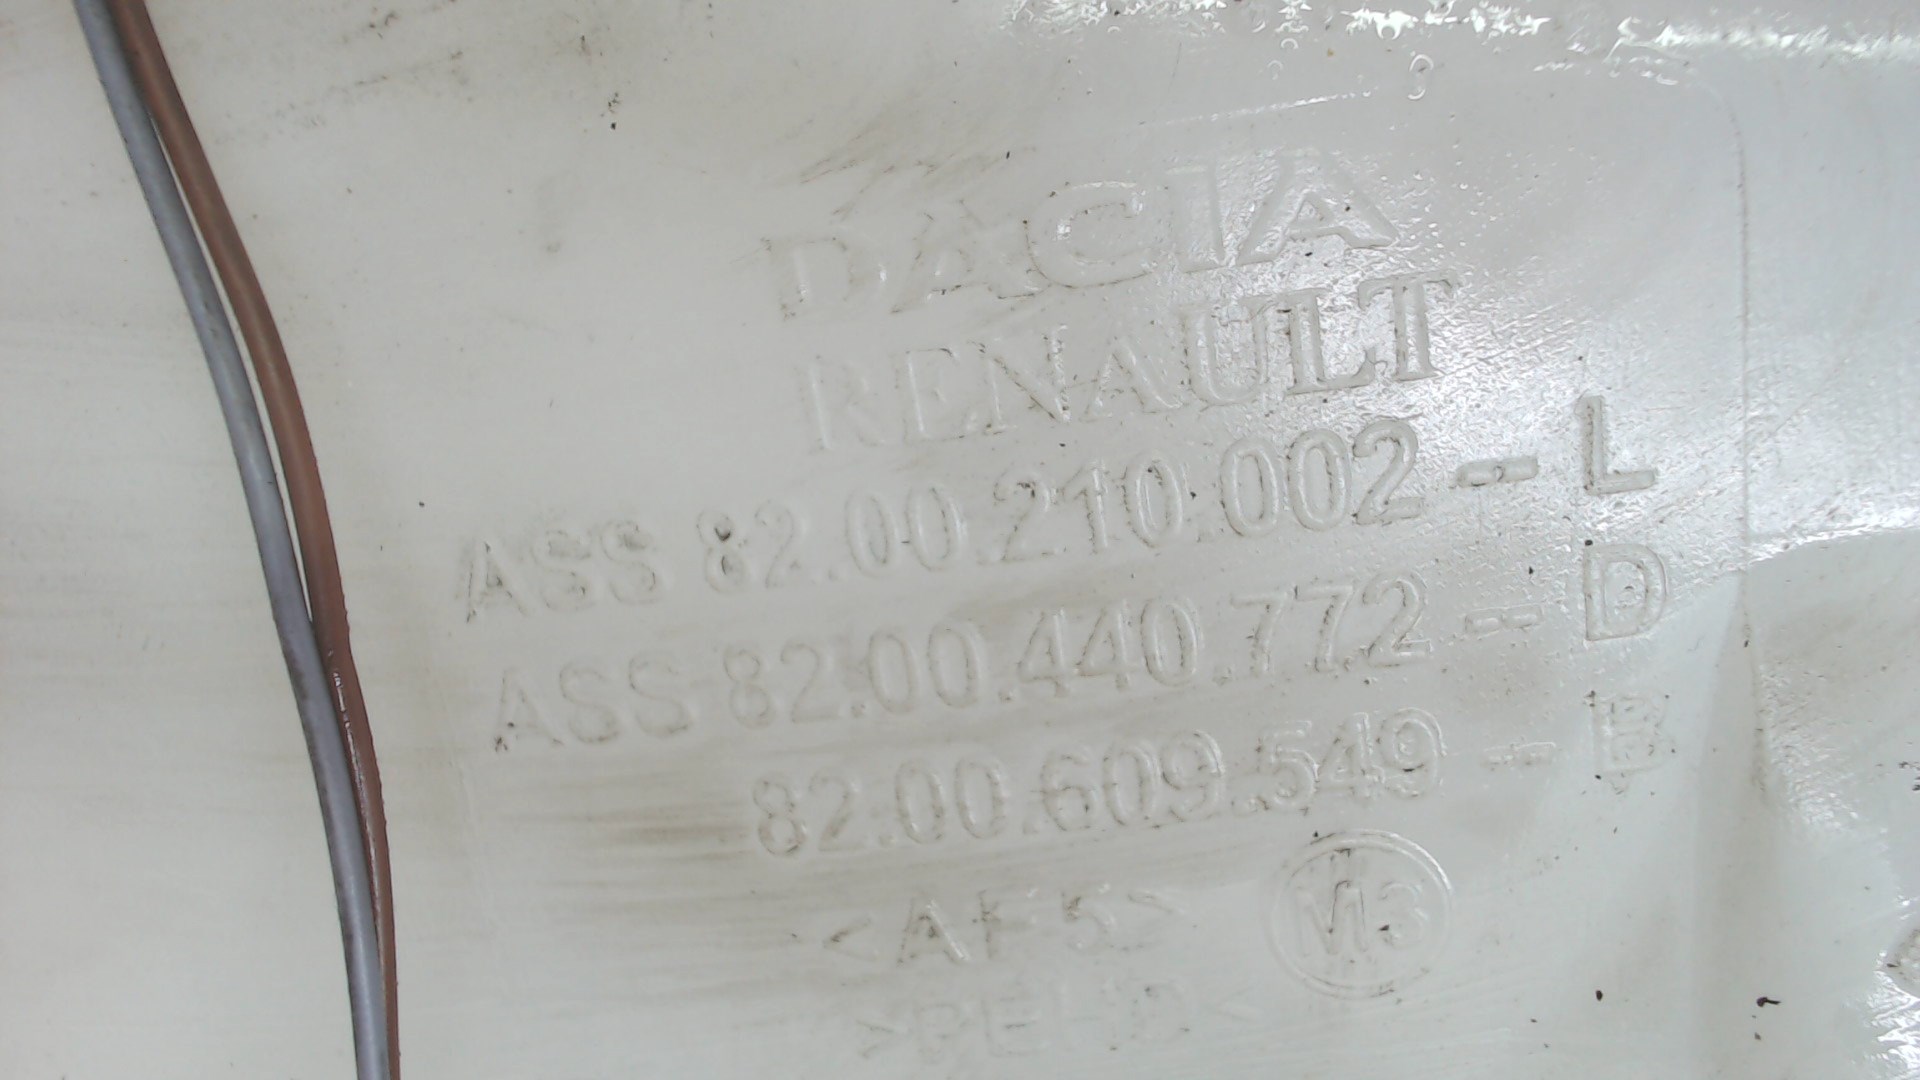 DACIA
RENAULT
ASS 82.00.210.002 - L
ASS 82.00.440.772 - D
82.00.609.549 - B
M3